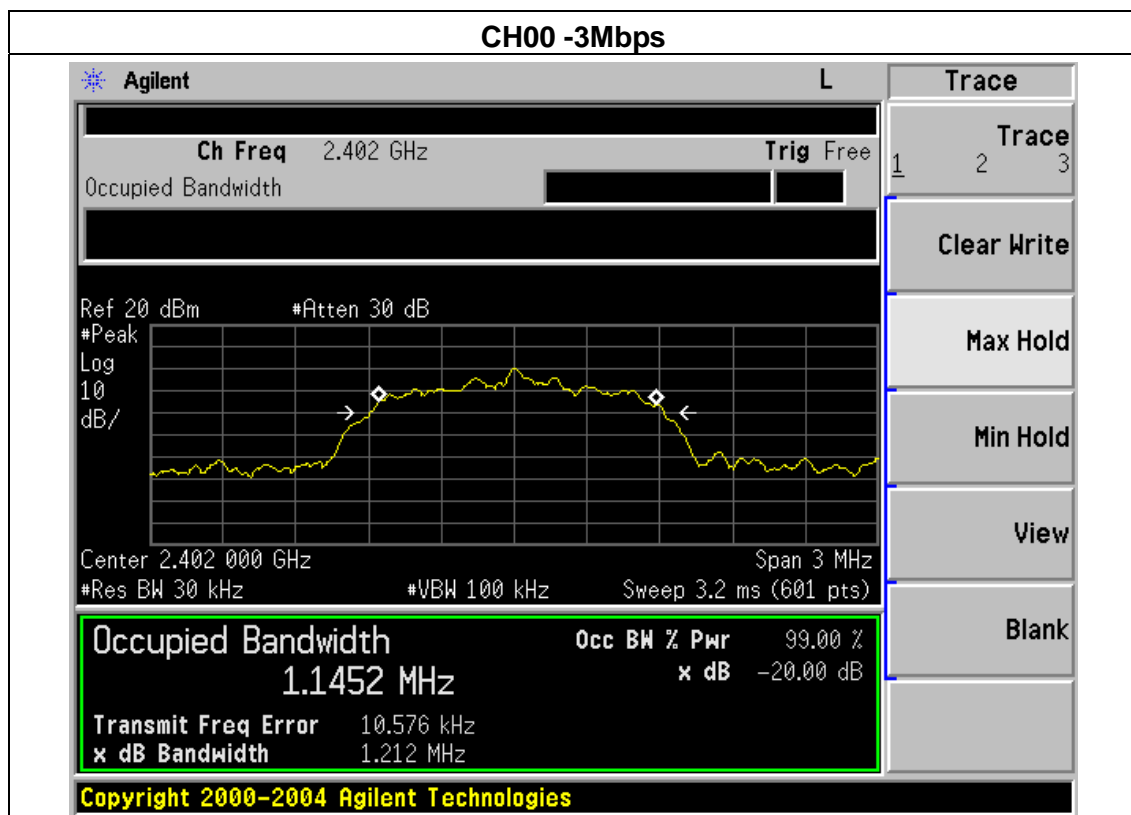 CH00 -3Mbps
Agilent L Trace
Ch Freq 2.402 GHz Trig Free
Occupied Bandwidth
Trace
1 2 3
Clear Write
Max Hold
Min Hold
View
Blank
Ref 20 dBm #Atten 30 dB
#Peak
Log
10
dB/
Center 2.402 000 GHz Span 3 MHz
#Res BW 30 kHz #VBW 100 kHz Sweep 3.2 ms (601 pts)
Occupied Bandwidth Occ BW % Pwr 99.00 %
1.1452 MHz x dB -20.00 dB
Transmit Freq Error 10.576 kHz
x dB Bandwidth 1.212 MHz
Copyright 2000-2004 Agilent Technologies